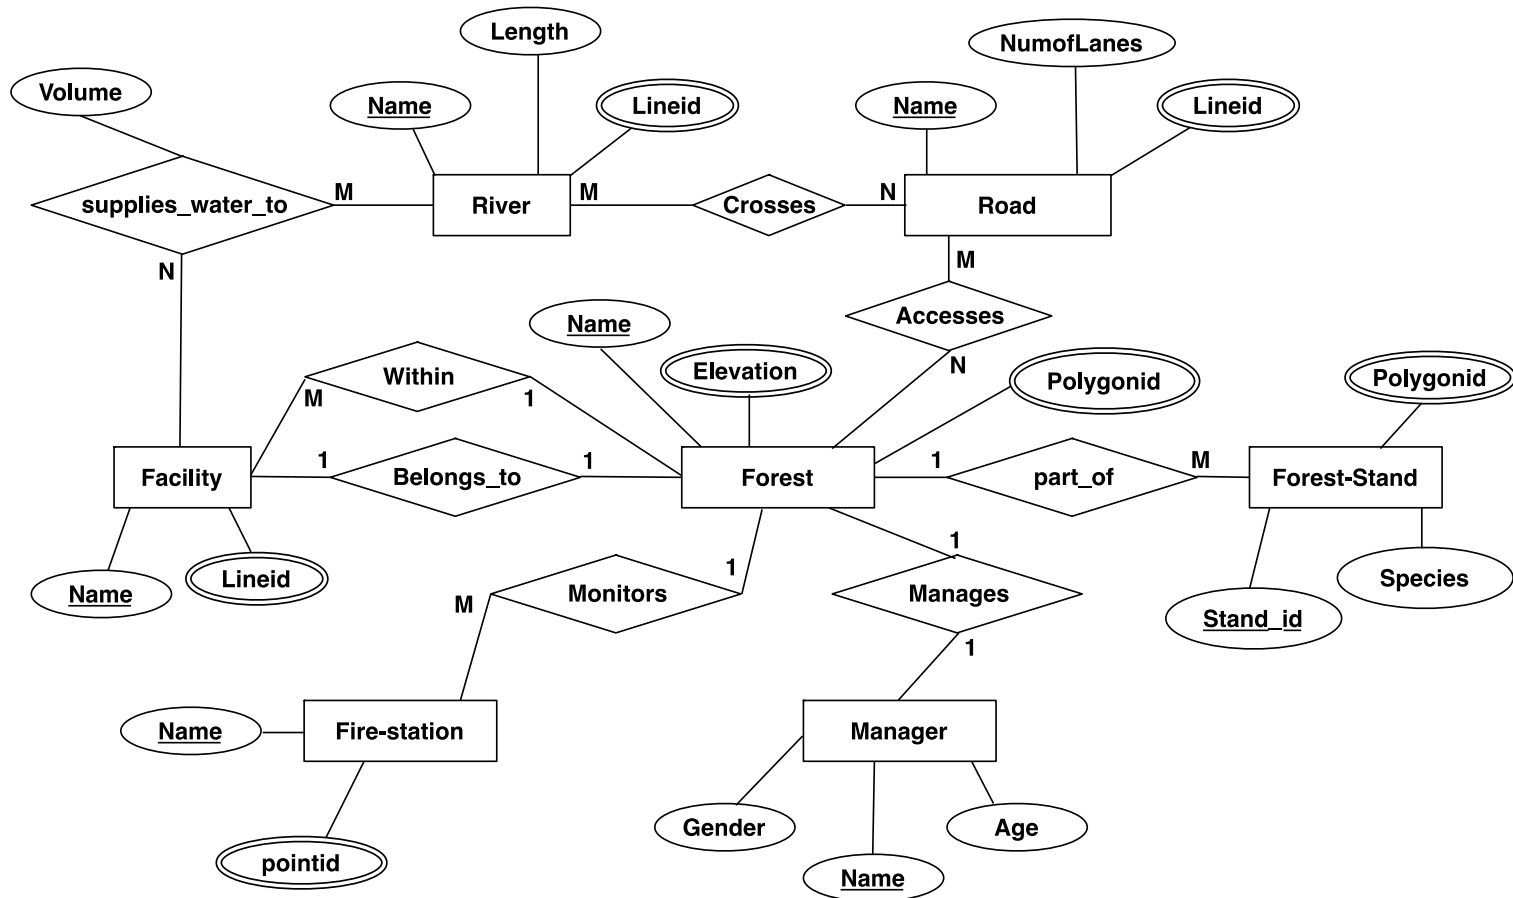 Length
NumofLanes
Volume
Name
Lineid
Name
Lineid
supplies_water_to
M
River
M
Crosses
N
Road
N
M
Accesses
N
Name
Elevation
Polygonid
Polygonid
Within
M
1
Facility
1
Belongs_to
1
Forest
1
part_of
M
Forest-Stand
Name
Lineid
M
Monitors
1
1
Manages
1
Species
Stand_id
Name
Fire-station
Manager
pointid
Gender
Age
Name